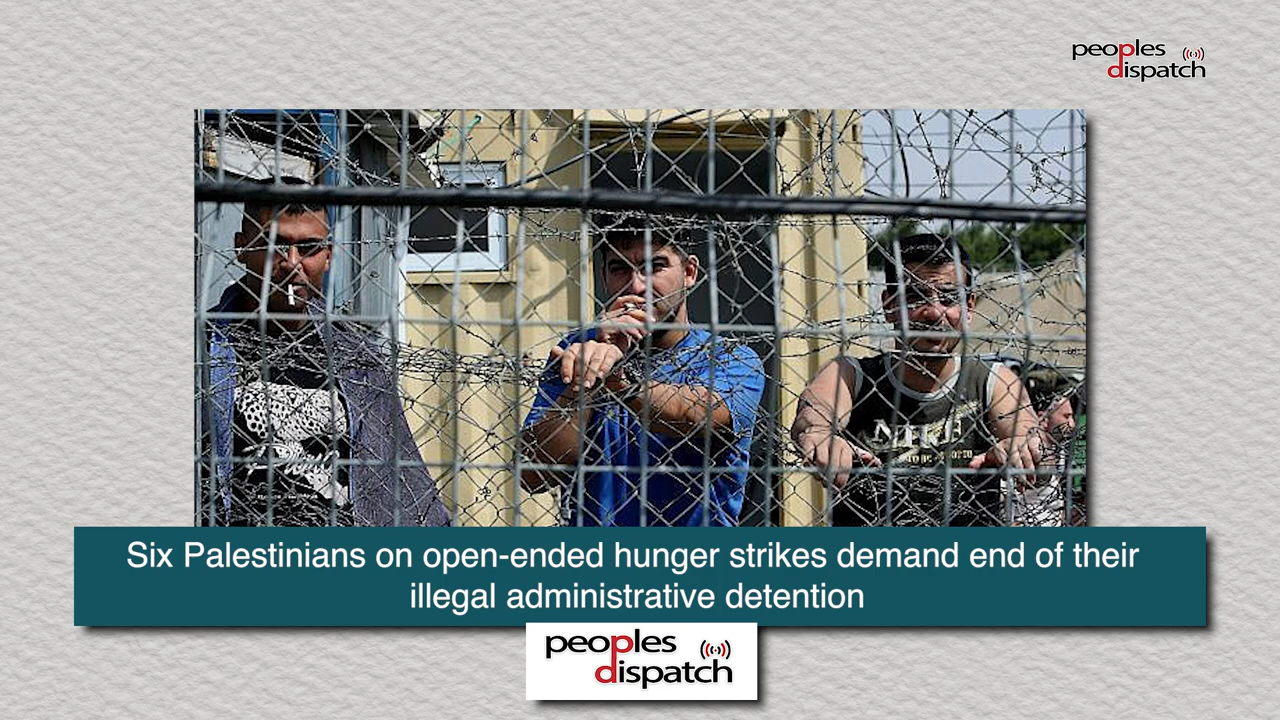 peoples
dispatch
Six Palestinians on open-ended hunger strikes demand end of their
illegal administrative detention
peoples
dispatch